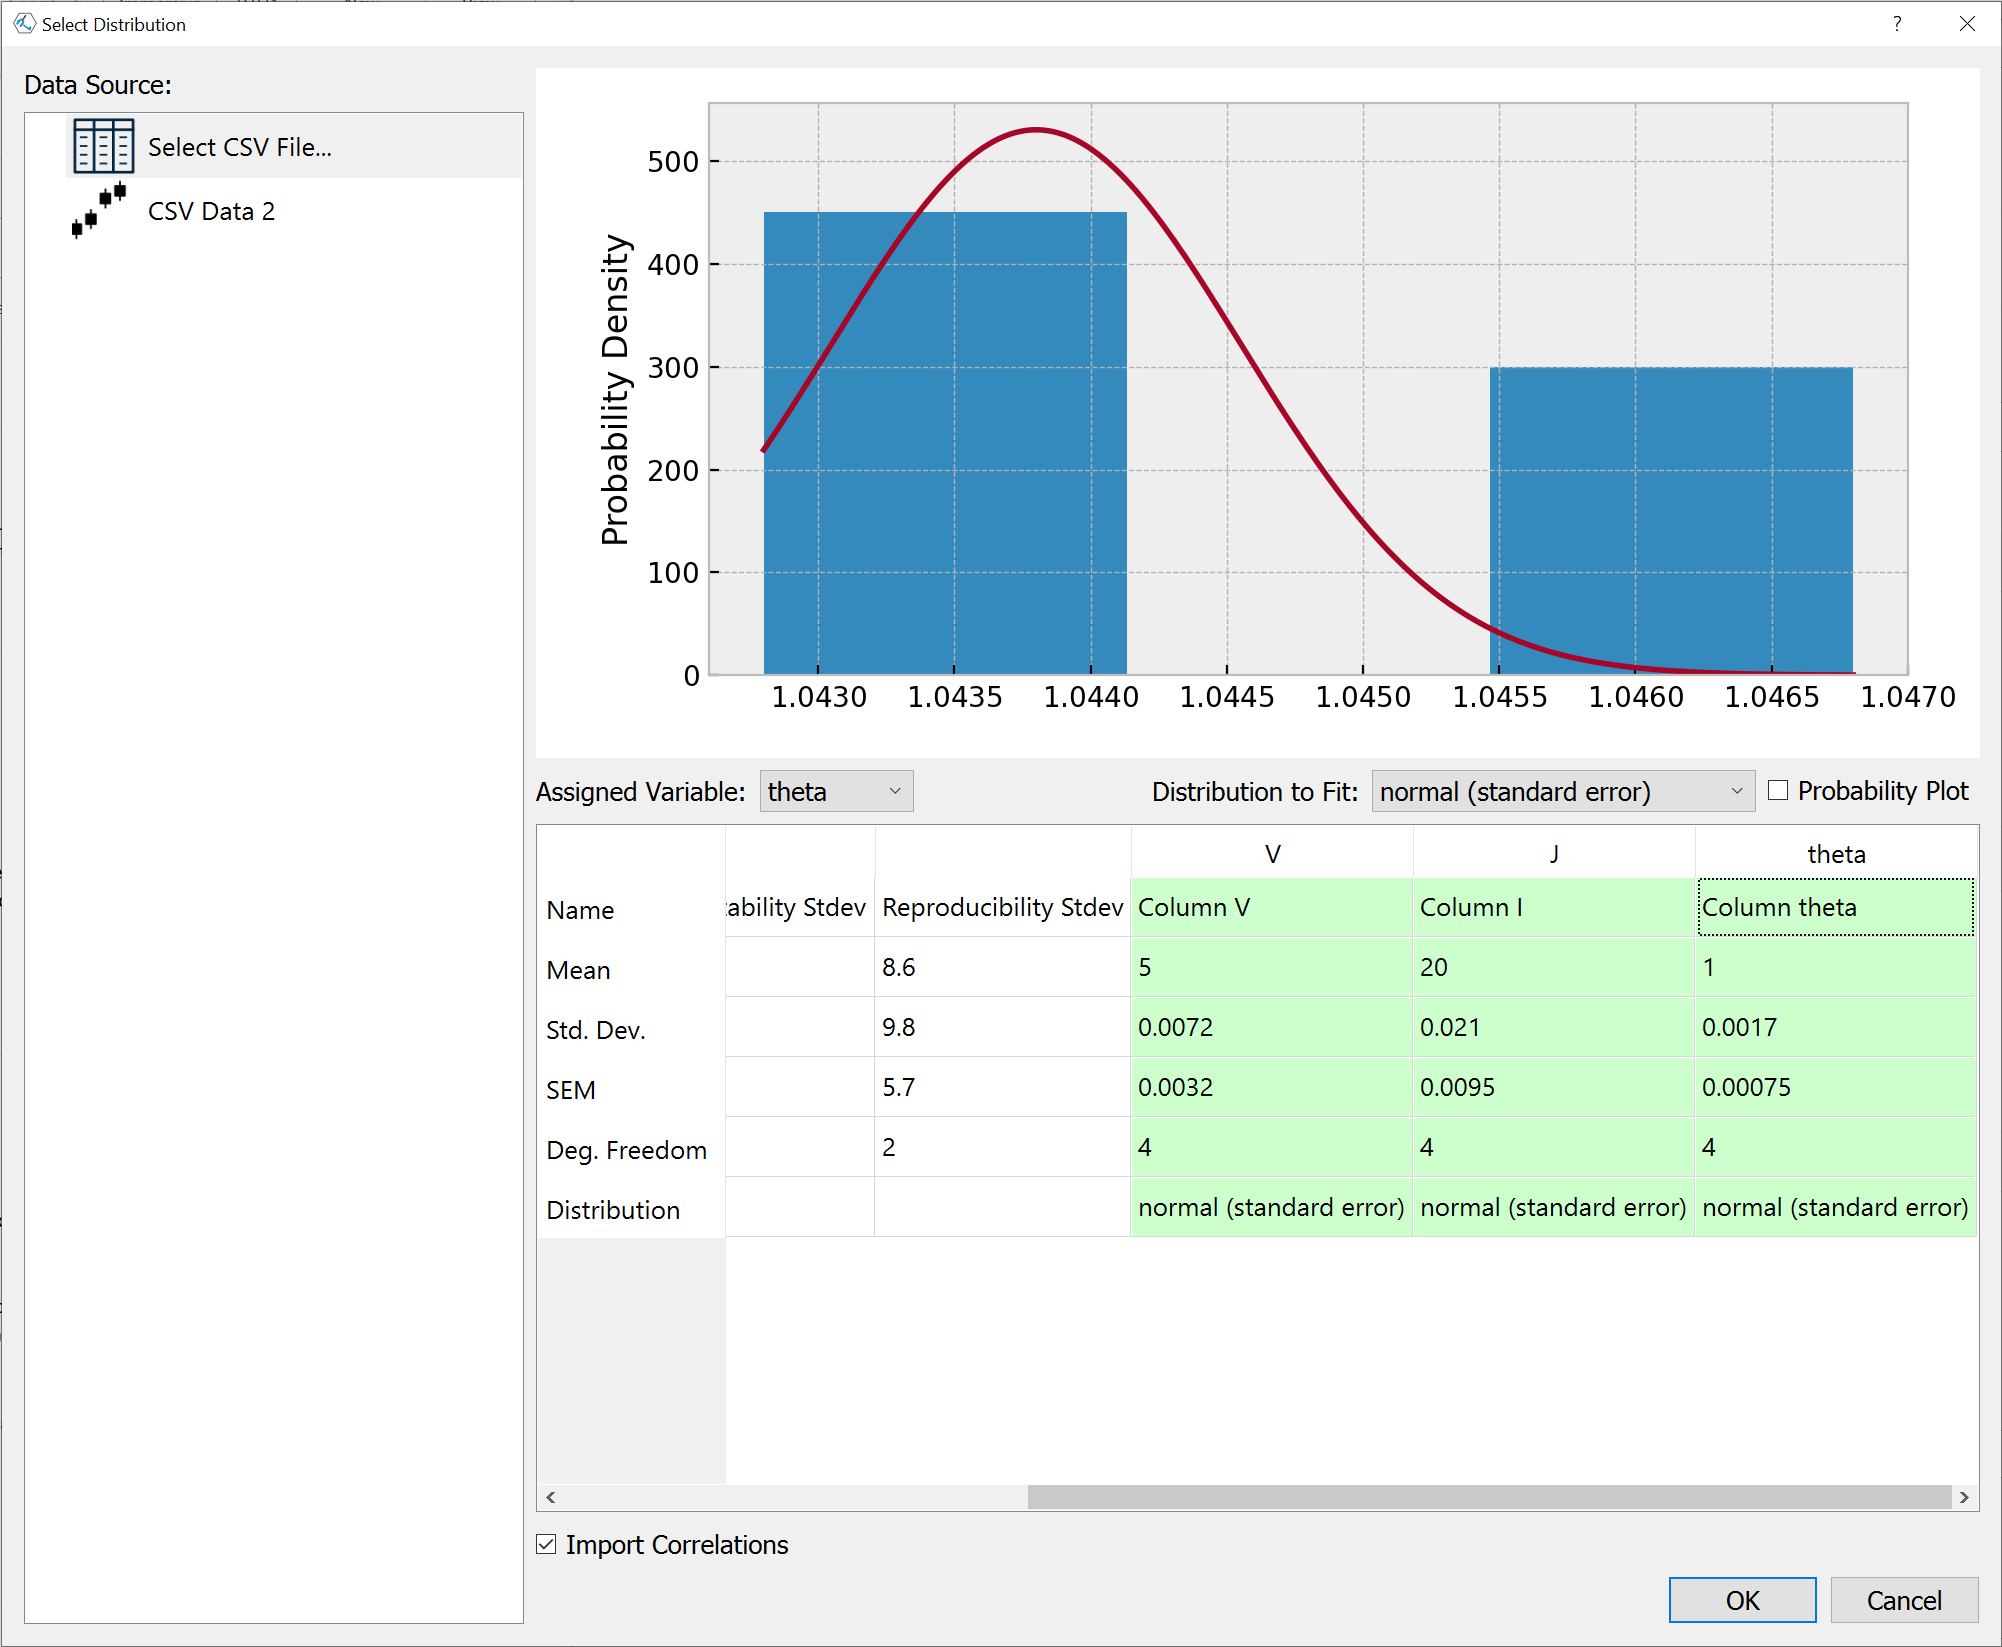 Select Distribution
?
Data Source:
Select CSV File...
CSV Data 2
Probability Density
500
400
300
200
100
0
1.0430 1.0435 1.0440 1.0445 1.0450 1.0455 1.0460 1.0465 1.0470
Assigned Variable: theta Distribution to Fit: normal (standard error) Probability Plot
V J theta
Name ability Stdev Reproducibility Stdev Column V Column I Column theta
Mean 8.6 5 20 1
Std. Dev. 9.8 0.0072 0.021 0.0017
SEM 5.7 0.0032 0.0095 0.00075
Deg. Freedom 2 4 4 4
Distribution normal (standard error) normal (standard error) normal (standard error)
Import Correlations
OK Cancel